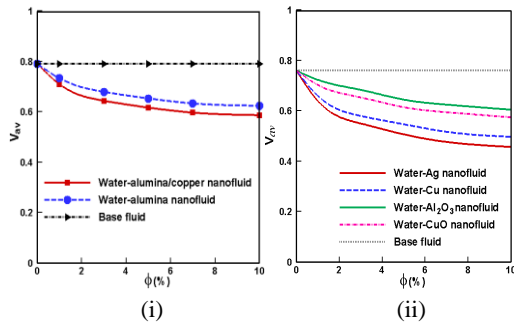 1
0.8
0.6
0.4
0.2
0
V_av
Water-alumina/copper nanofluid
Water-alumina nanofluid
Base fluid
0 2 4 6 8 10
ϕ(%)
(i)
1
0.8
0.6
0.4
0.2
0
V_av
Water-Ag nanofluid
Water-Cu nanofluid
Water-Al₂O₃ nanofluid
Water-CuO nanofluid
Base fluid
0 2 4 6 8 10
ϕ(%)
(ii)